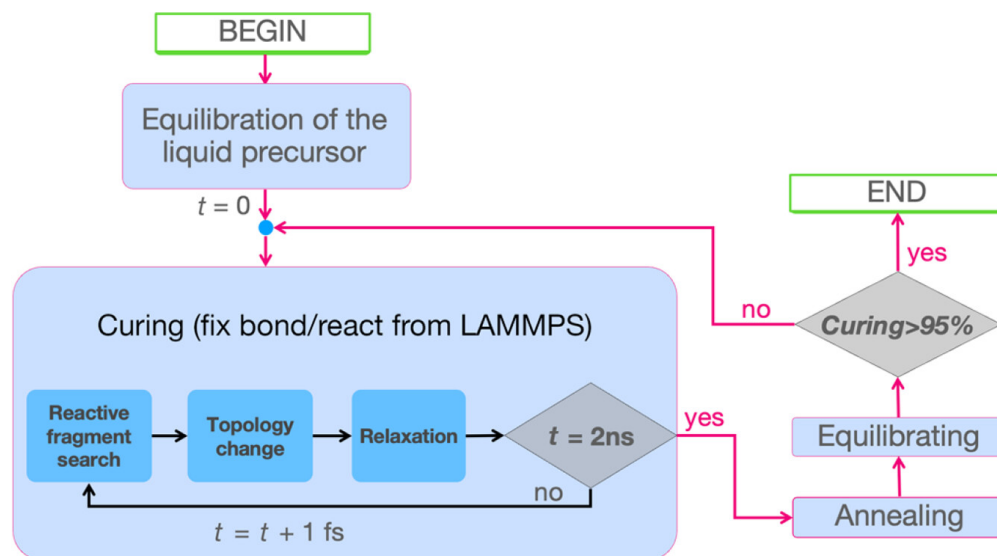 BEGIN
Equilibration of the
liquid precursor
t = 0
END
yes
no
Curing>95%
Curing (fix bond/react from LAMMPS)
Reactive
fragment
search
Topology
change
Relaxation
t = 2ns
yes
no
t = t + 1 fs
Equilibrating
Annealing